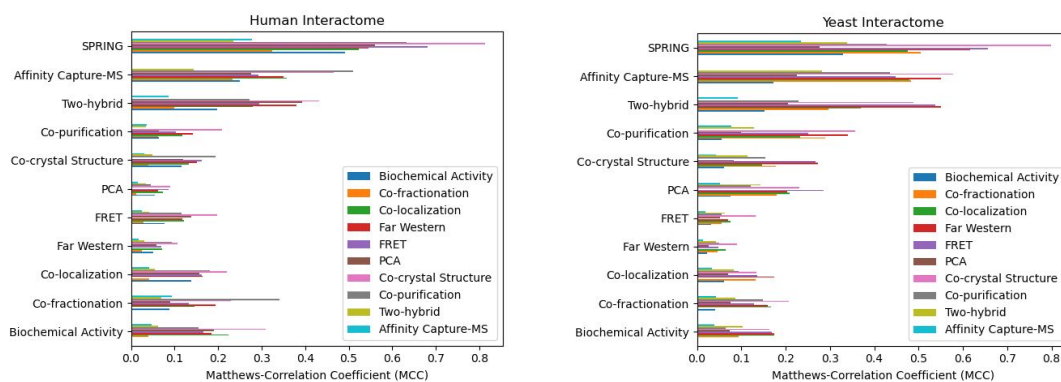 Human Interactome
SPRING
Affinity Capture-MS
Two-hybrid
Co-purification
Co-crystal Structure
PCA
FRET
Far Western
Co-localization
Co-fractionation
Biochemical Activity
Biochemical Activity
Co-fractionation
Co-localization
Far Western
FRET
PCA
Co-crystal Structure
Co-purification
Two-hybrid
Affinity Capture-MS
0.0 0.1 0.2 0.3 0.4 0.5 0.6 0.7 0.8
Matthews-Correlation Coefficient (MCC)
Yeast Interactome
SPRING
Affinity Capture-MS
Two-hybrid
Co-purification
Co-crystal Structure
PCA
FRET
Far Western
Co-localization
Co-fractionation
Biochemical Activity
Biochemical Activity
Co-fractionation
Co-localization
Far Western
FRET
PCA
Co-crystal Structure
Co-purification
Two-hybrid
Affinity Capture-MS
0.0 0.1 0.2 0.3 0.4 0.5 0.6 0.7 0.8
Matthews-Correlation Coefficient (MCC)